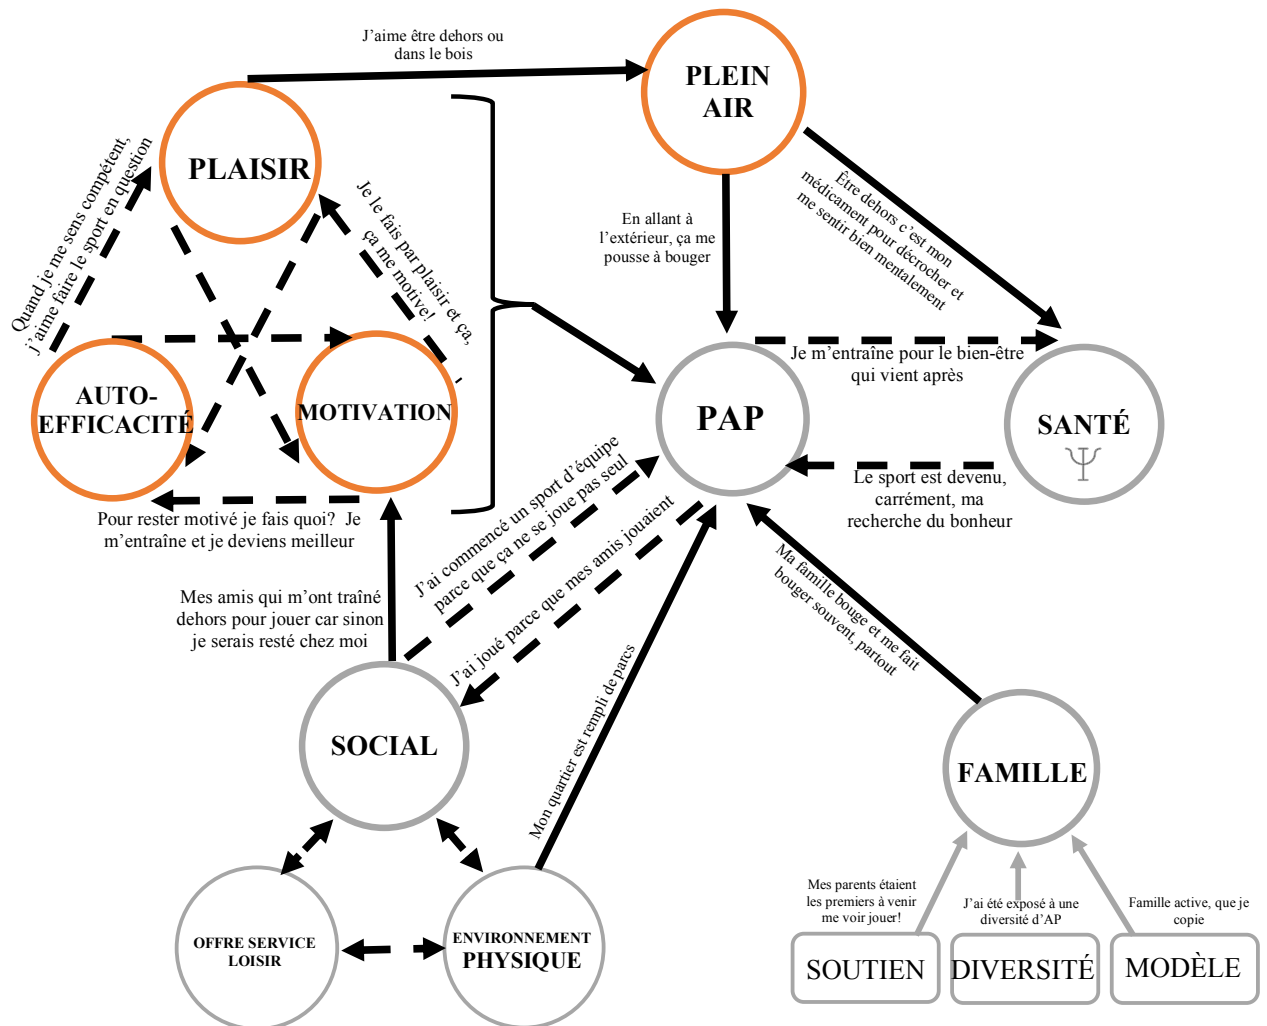 J'aime être dehors ou
dans le bois
PLEIN
AIR
PLAISIR
Quand je me sens compétent,
j'aime faire le sport en question
Je le fais par plaisir et ça,
ça me motive!
En allant à
l'extérieur, ça me
pousse à bouger
Être dehors c'est mon
médicament pour décrocher et
me sentir bien mentalement
AUTO-
EFFICACITÉ
MOTIVATION
PAP
Je m'entraîne pour le bien-être
qui vient après
SANTÉ
Ψ
Le sport est devenu,
carrément, ma
recherche du bonheur
Pour rester motivé je fais quoi? Je
m'entraîne et je deviens meilleur
J'ai commencé un sport d'équipe
parce que ça ne se joue pas seul
J'ai joué parce que mes amis jouaient
Mes amis qui m'ont traîné
dehors pour jouer car sinon
je serais resté chez moi
Ma famille bouge et me fait
bouger souvent, partout
Mon quartier est rempli de parcs
SOCIAL
FAMILLE
OFFRE SERVICE
LOISIR
ENVIRONNEMENT
PHYSIQUE
Mes parents étaient
les premiers à venir
me voir jouer!
J'ai été exposé à une
diversité d'AP
Famille active, que je
copie
SOUTIEN
DIVERSITÉ
MODÈLE